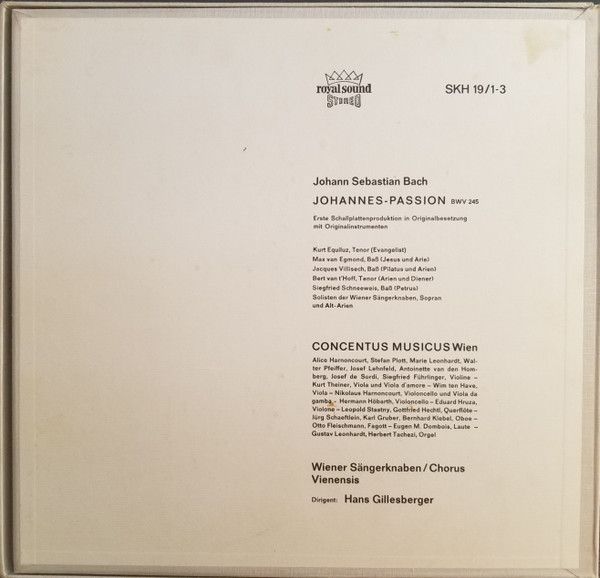 royal sound
STEREO
SKH 19/1-3
Johann Sebastian Bach
JOHANNES-PASSION BWV 245
Erste Schallplattenproduktion in Originalbesetzung
mit Originalinstrumenten
Kurt Equiluz, Tenor (Evangelist)
Max van Egmond, Baß (Jesus und Arie)
Jacques Villisech, Baß (Pilatus und Arien)
Bert van t'Hoff, Tenor (Arien und Diener)
Siegfried Schneeweis, Baß (Petrus)
Solisten der Wiener Sängerknaben, Sopran
und Alt-Arien
CONCENTUS MUSICUS Wien
Alice Harnoncourt, Stefan Plott, Marie Leonhardt, Wal-
ter Pfeiffer, Josef Lehnfeld, Antoinette van den Hom-
berg, Josef de Sordi, Siegfried Führlinger, Violine –
Kurt Theiner, Viola und Viola d'amore – Wim ten Have,
Viola – Nikolaus Harnoncourt, Violoncello und Viola da
gamba – Hermann Höbarth, Violoncello – Eduard Hruza,
Violone – Leopold Stastny, Gottfried Hechtl, Querflöte –
Jürg Schaeftlein, Karl Gruber, Bernhard Klebel, Oboe –
Otto Fleischmann, Fagott – Eugen M. Dombois, Laute –
Gustav Leonhardt, Herbert Tachezi, Orgel
Wiener Sängerknaben / Chorus
Vienensis
Dirigent: Hans Gillesberger